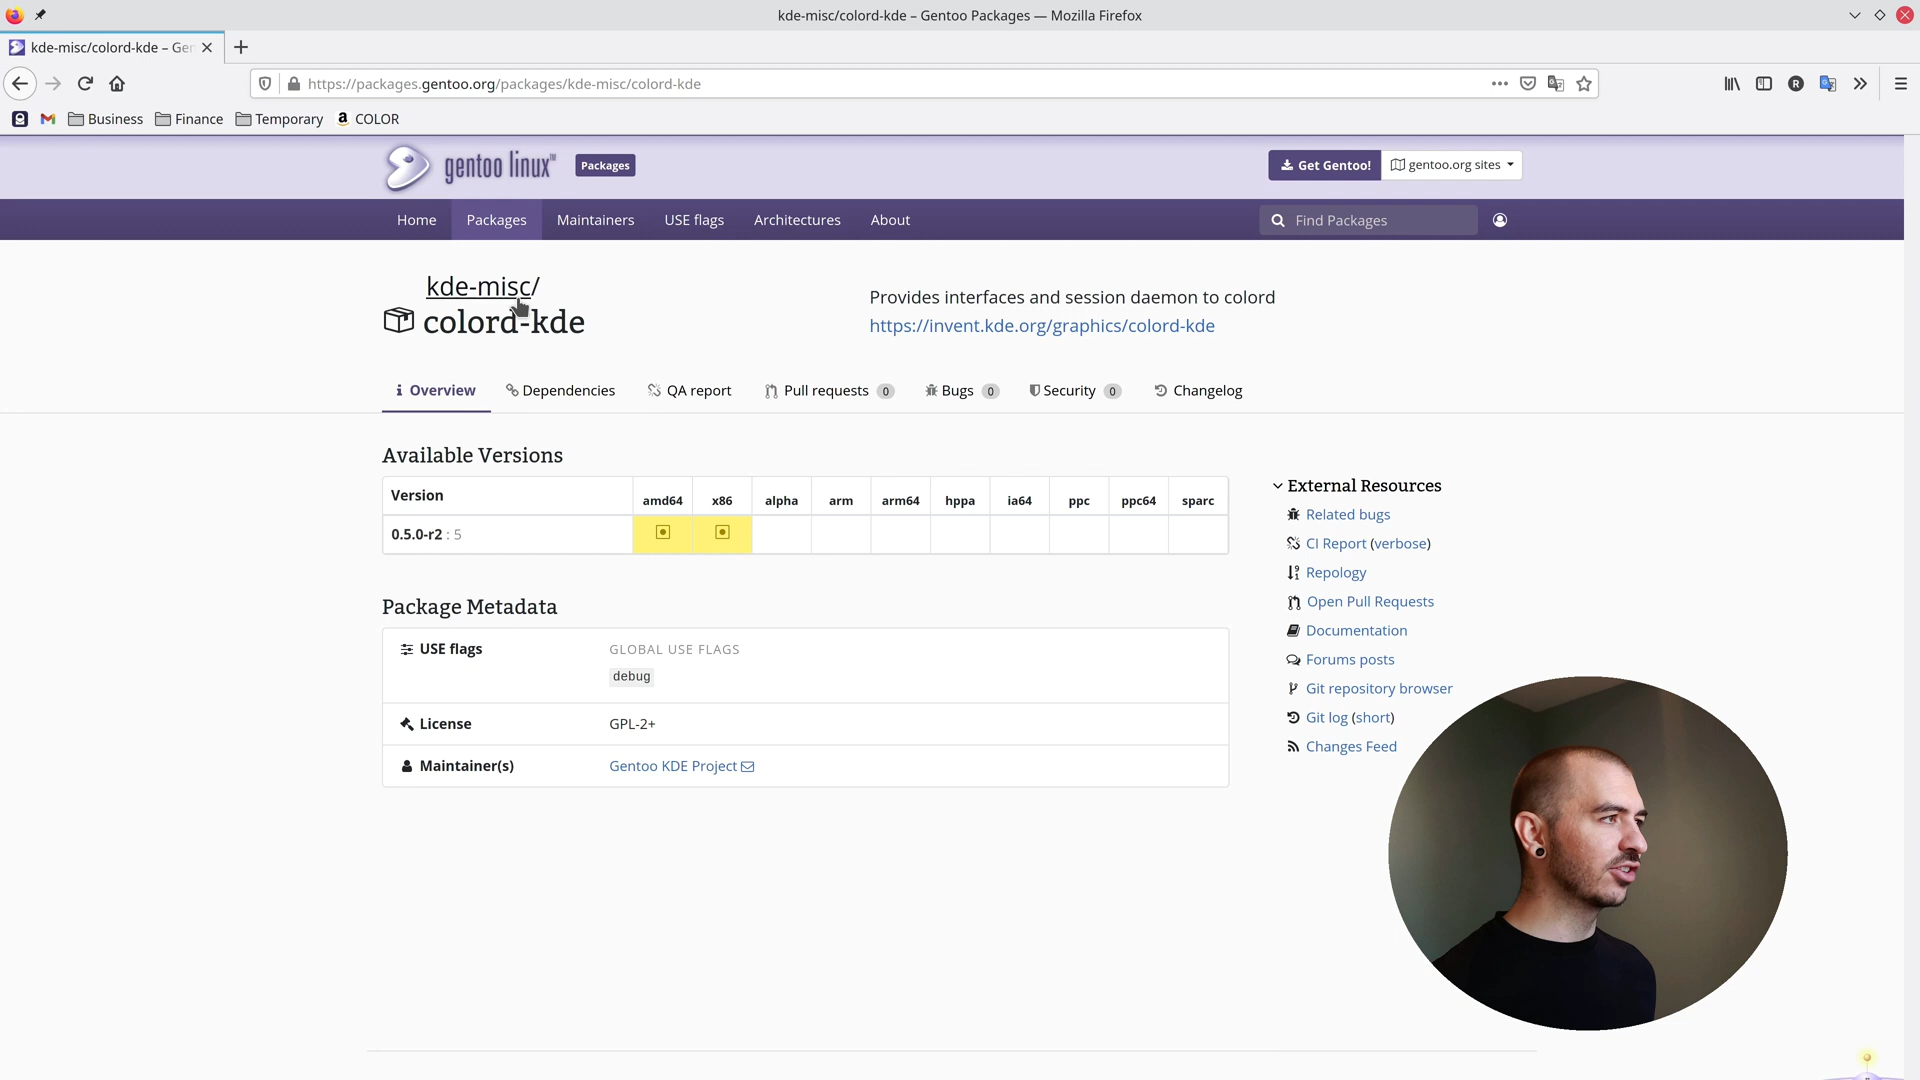 kde-misc/colord-kde – Gentoo Packages — Mozilla Firefox
kde-misc/colord-kde – Gen
https://packages.gentoo.org/packages/kde-misc/colord-kde
R
Business
Finance
Temporary
a COLOR
gentoo linux™
Packages
Get Gentoo!
gentoo.org sites
Home
Packages
Maintainers
USE flags
Architectures
About
Find Packages
kde-misc/
colord-kde
Provides interfaces and session daemon to colord
https://invent.kde.org/graphics/colord-kde
Overview
Dependencies
QA report
Pull requests 0
Bugs 0
Security 0
Changelog
Available Versions
Version amd64 x86 alpha arm arm64 hppa ia64 ppc ppc64 sparc
0.5.0-r2 : 5
Package Metadata
USE flags
GLOBAL USE FLAGS
debug
License
GPL-2+
Maintainer(s)
Gentoo KDE Project
External Resources
Related bugs
CI Report (verbose)
Repology
Open Pull Requests
Documentation
Forums posts
Git repository browser
Git log (short)
Changes Feed